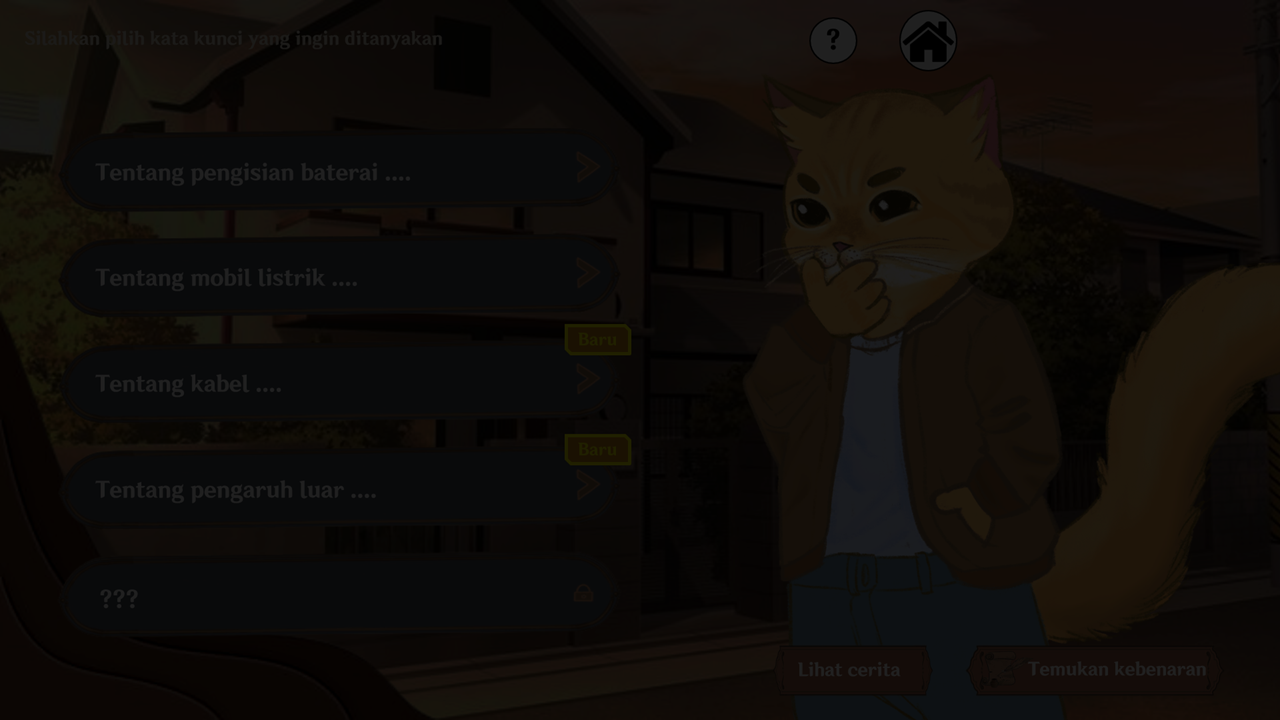 Silahkan pilih kata kunci yang ingin ditanyakan
?
Tentang pengisian baterai ....
Tentang mobil listrik ....
Baru
Tentang kabel ....
Baru
Tentang pengaruh luar ....
???
Lihat cerita
Temukan kebenaran